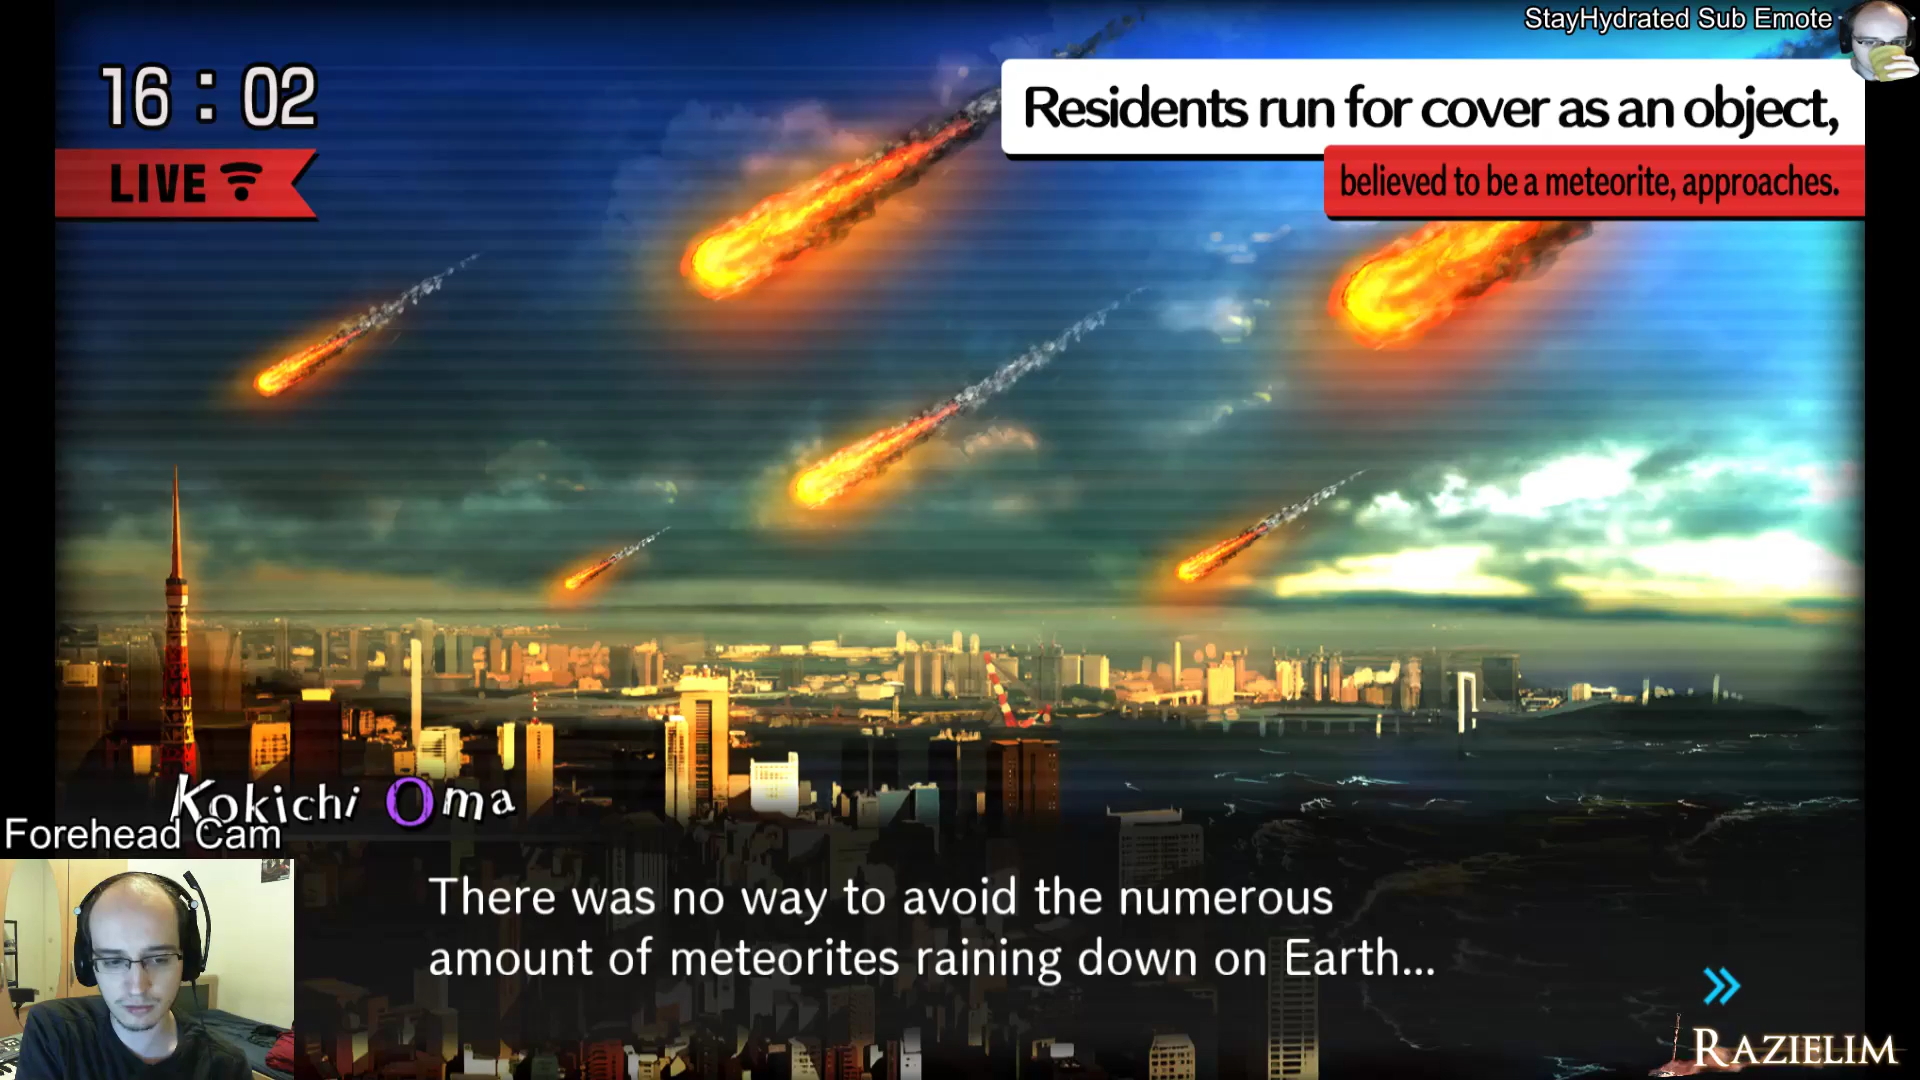 StayHydrated Sub Emote
16 : 02
Residents run for cover as an object,
LIVE
believed to be a meteorite, approaches.
Kokichi Oma
Forehead Cam
There was no way to avoid the numerous
amount of meteorites raining down on Earth...
RAZIELIM